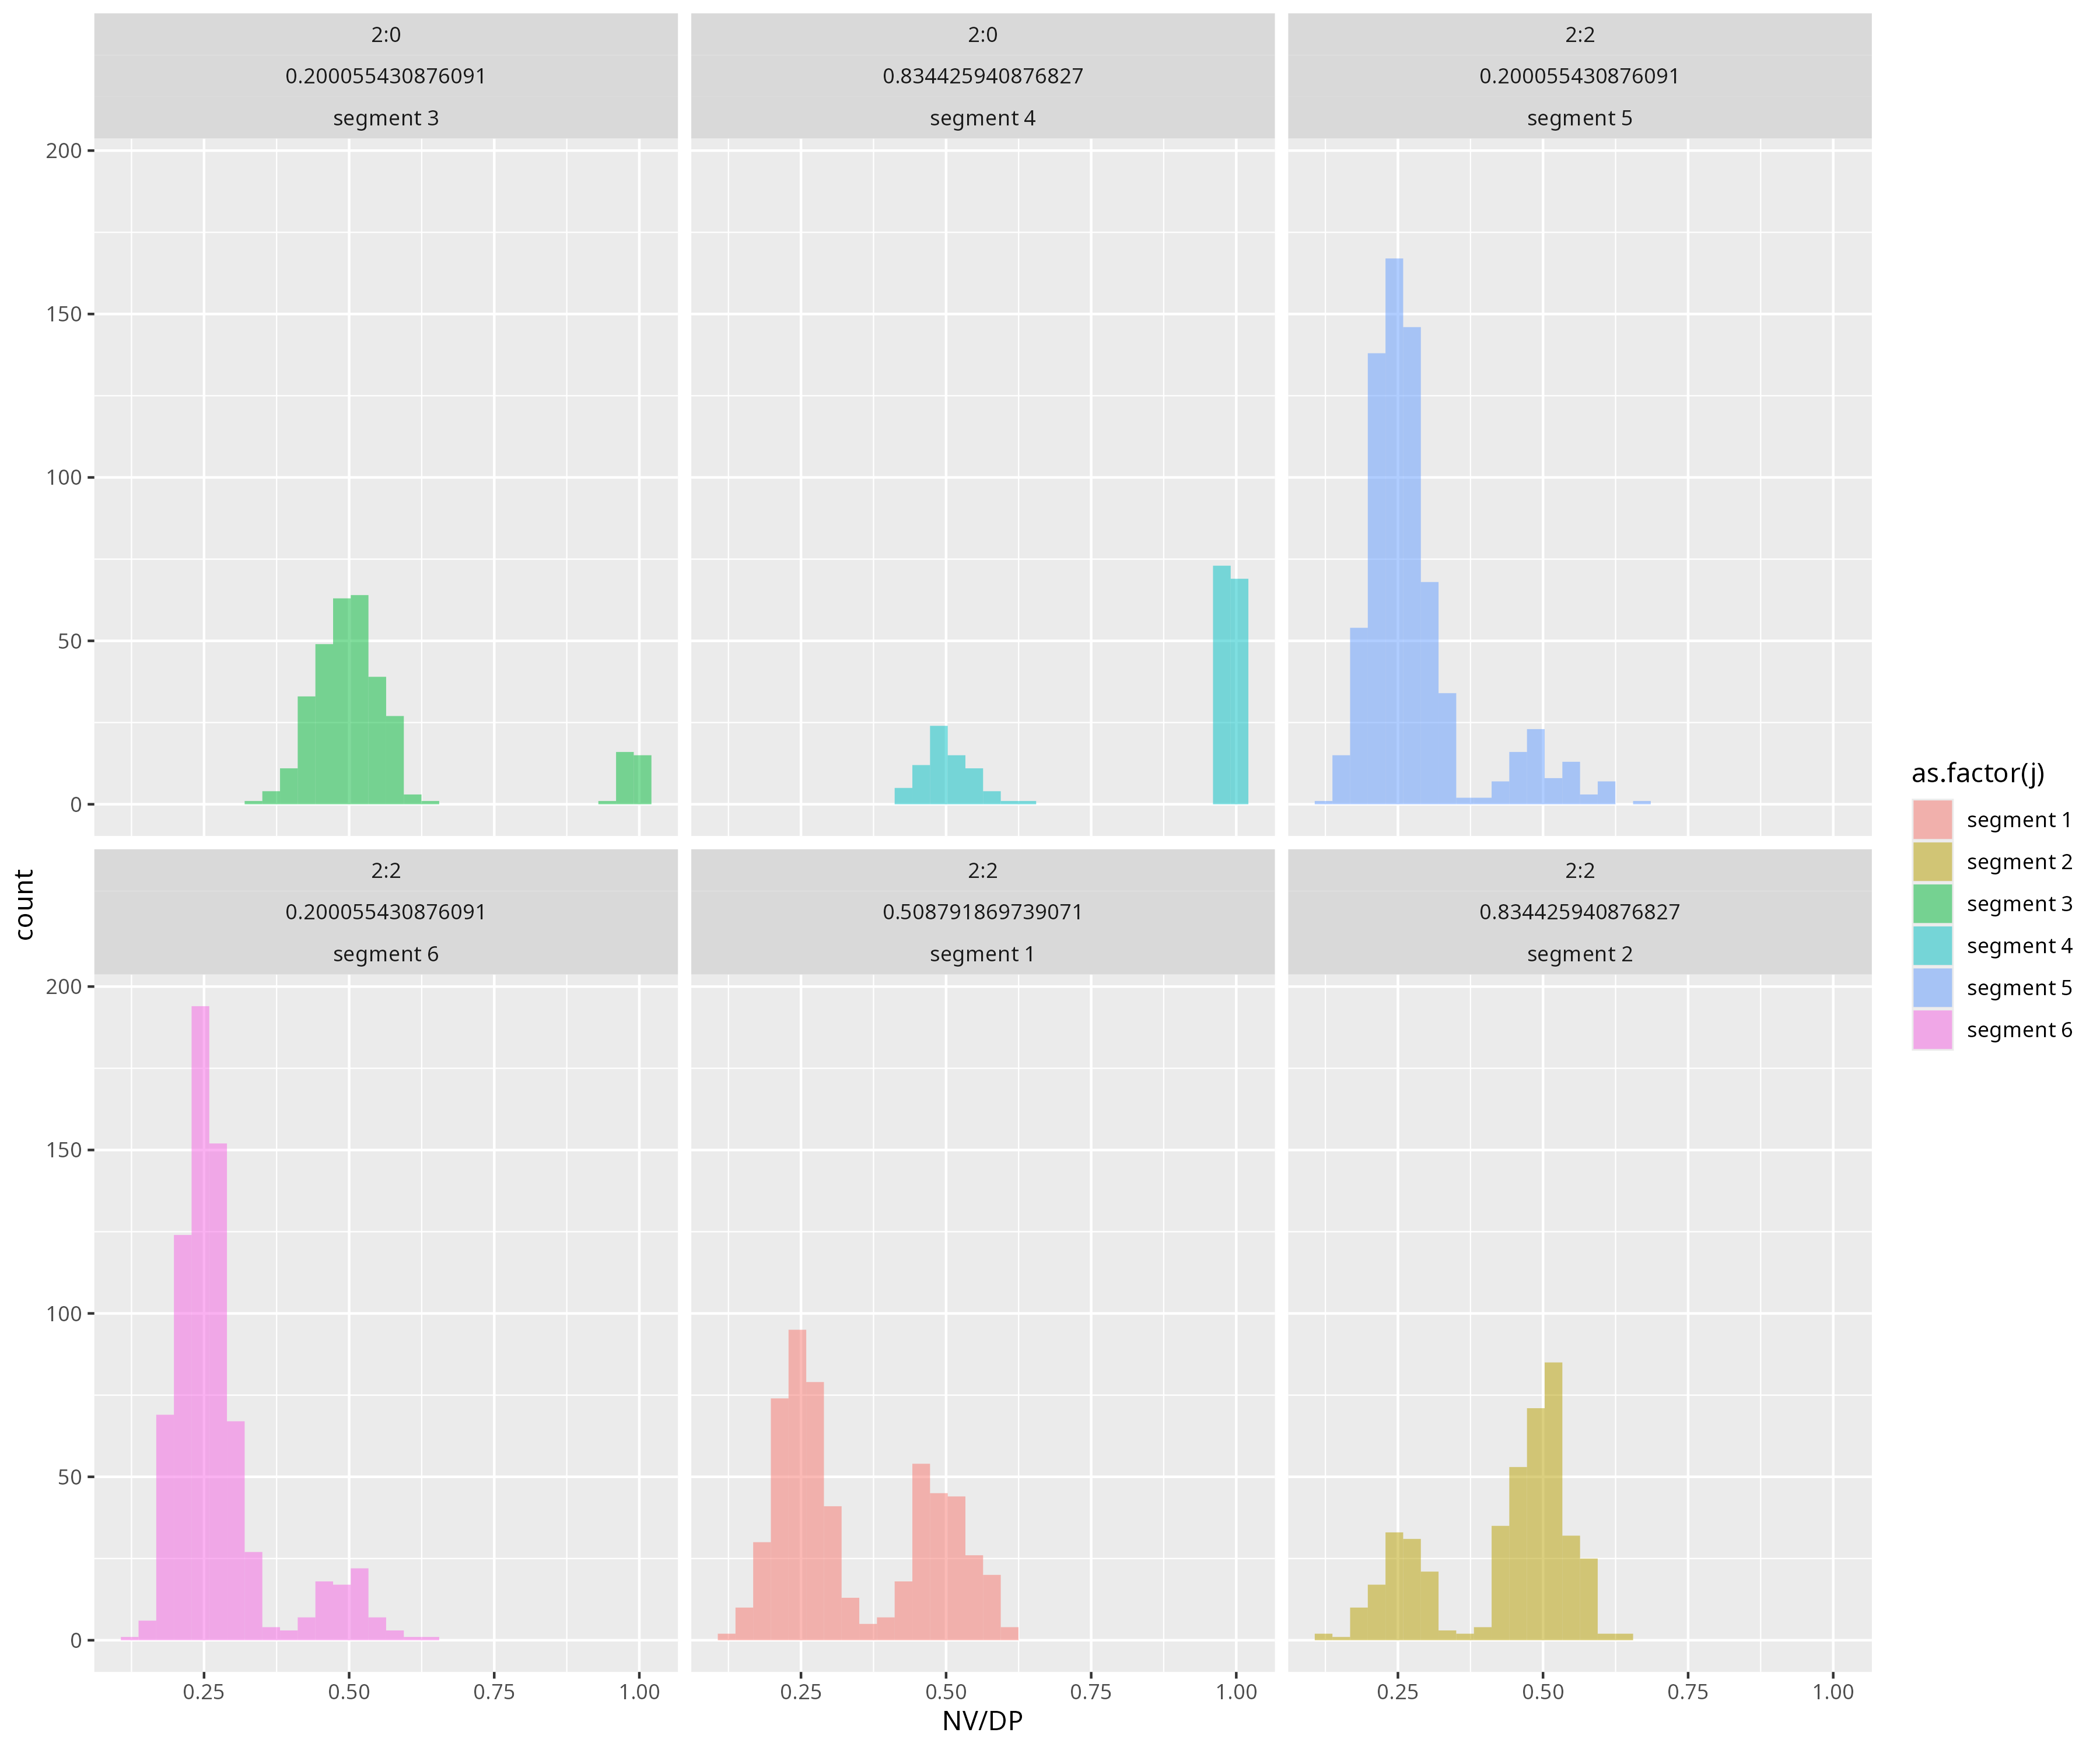 2:0
0.200055430876091
segment 3
2:0
0.834425940876827
segment 4
2:2
0.200055430876091
segment 5
200
150
100
50
0
2:2
0.200055430876091
segment 6
2:2
0.508791869739071
segment 1
2:2
0.834425940876827
segment 2
200
150
100
50
0
0.25 0.50 0.75 1.00
0.25 0.50 0.75 1.00
0.25 0.50 0.75 1.00
NV/DP
count
as.factor(j)
segment 1
segment 2
segment 3
segment 4
segment 5
segment 6